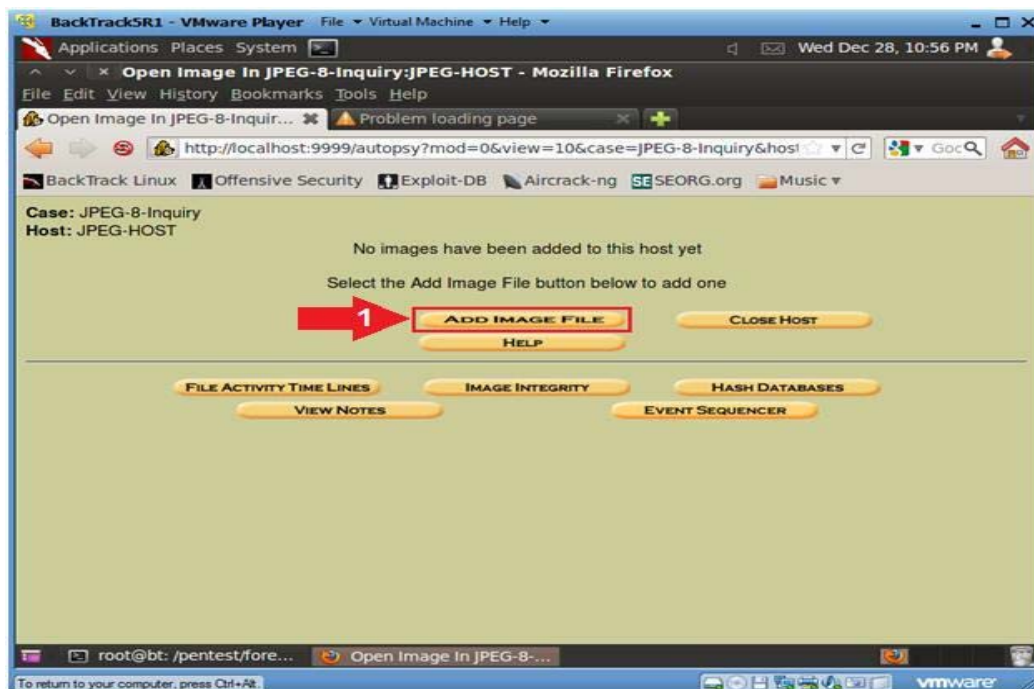 BackTrack5R1 - VMware Player File Virtual Machine Help
Applications Places System Wed Dec 28, 10:56 PM
Open Image In JPEG-8-Inquiry:JPEG-HOST - Mozilla Firefox
File Edit View History Bookmarks Tools Help
Open Image In JPEG-8-Inquir... Problem loading page
http://localhost:9999/autopsy?mod=0&view=10&case=JPEG-8-Inquiry&host Goo
BackTrack Linux Offensive Security Exploit-DB Aircrack-ng SE SEORG.org Music
Case: JPEG-8-Inquiry
Host: JPEG-HOST
No images have been added to this host yet
Select the Add Image File button below to add one
1 ADD IMAGE FILE CLOSE HOST
HELP
FILE ACTIVITY TIME LINES IMAGE INTEGRITY HASH DATABASES
VIEW NOTES EVENT SEQUENCER
root@bt: /pentest/fore... Open Image In JPEG-8-...
To return to your computer, press Ctrl+Alt. vmware